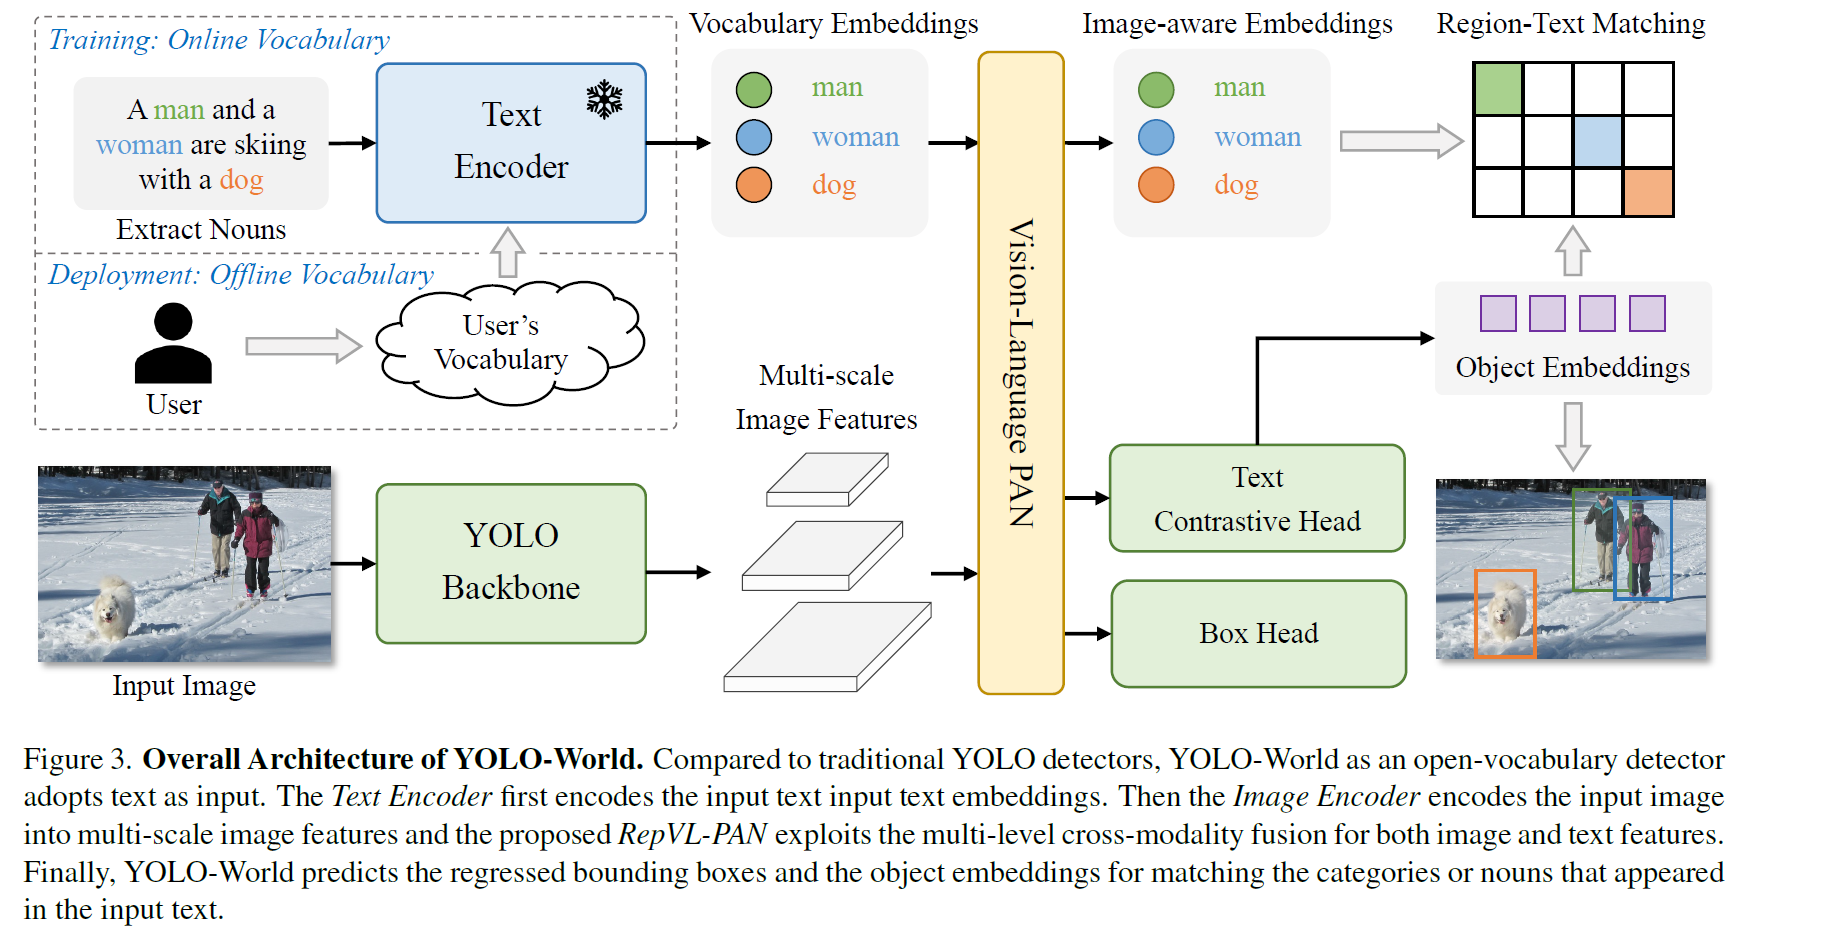 Training: Online Vocabulary
A man and a
woman are skiing
with a dog
Extract Nouns
Text
Encoder
Deployment: Offline Vocabulary
User
User’s
Vocabulary
Vocabulary Embeddings
man
woman
dog
Image-aware Embeddings
man
woman
dog
Region-Text Matching
Vision-Language PAN
Input Image
YOLO
Backbone
Multi-scale
Image Features
Text
Contrastive Head
Box Head
Object Embeddings
Figure 3. Overall Architecture of YOLO-World. Compared to traditional YOLO detectors, YOLO-World as an open-vocabulary detector
adopts text as input. The Text Encoder first encodes the input text input text embeddings. Then the Image Encoder encodes the input image
into multi-scale image features and the proposed RepVL-PAN exploits the multi-level cross-modality fusion for both image and text features.
Finally, YOLO-World predicts the regressed bounding boxes and the object embeddings for matching the categories or nouns that appeared
in the input text.